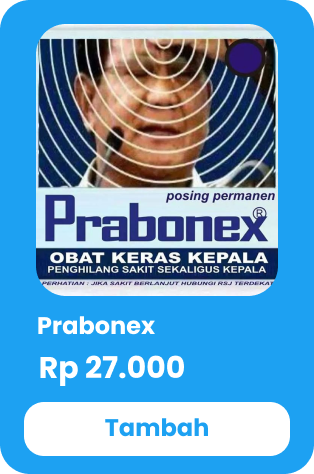 posing permanen
Prabonex®
OBAT KERAS KEPALA
PENGHILANG SAKIT SEKALIGUS KEPALA
PERHATIAN : JIKA SAKIT BERLANJUT HUBUNGI RSJ TERDEKAT
Prabonex
Rp 27.000
Tambah